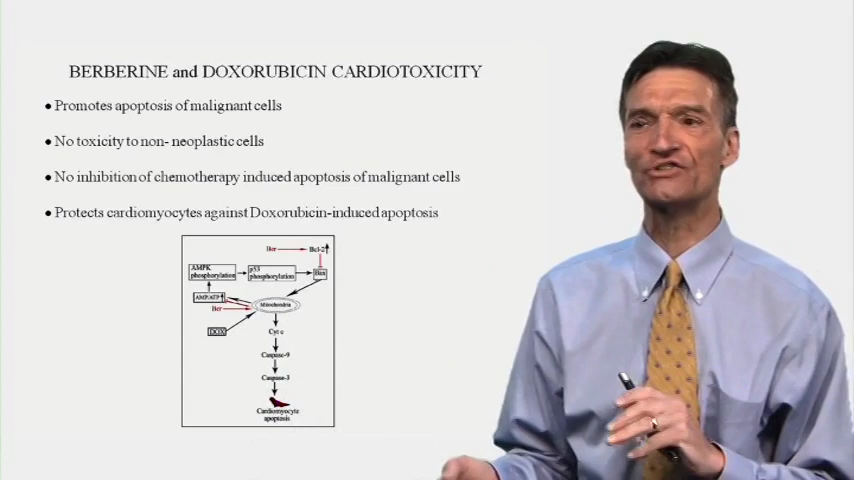 BERBERINE and DOXORUBICIN CARDIOTOXICITY
● Promotes apoptosis of malignant cells
● No toxicity to non- neoplastic cells
● No inhibition of chemotherapy induced apoptosis of malignant cells
● Protects cardiomyocytes against Doxorubicin-induced apoptosis
Ber Bcl-2
AMPK phosphorylation
p53 phosphorylation
Bax
AMP/ATP
Mitochondria
Ber
DOX
Cyt c
Caspase-9
Caspase-3
Cardiomyocyte
apoptosis